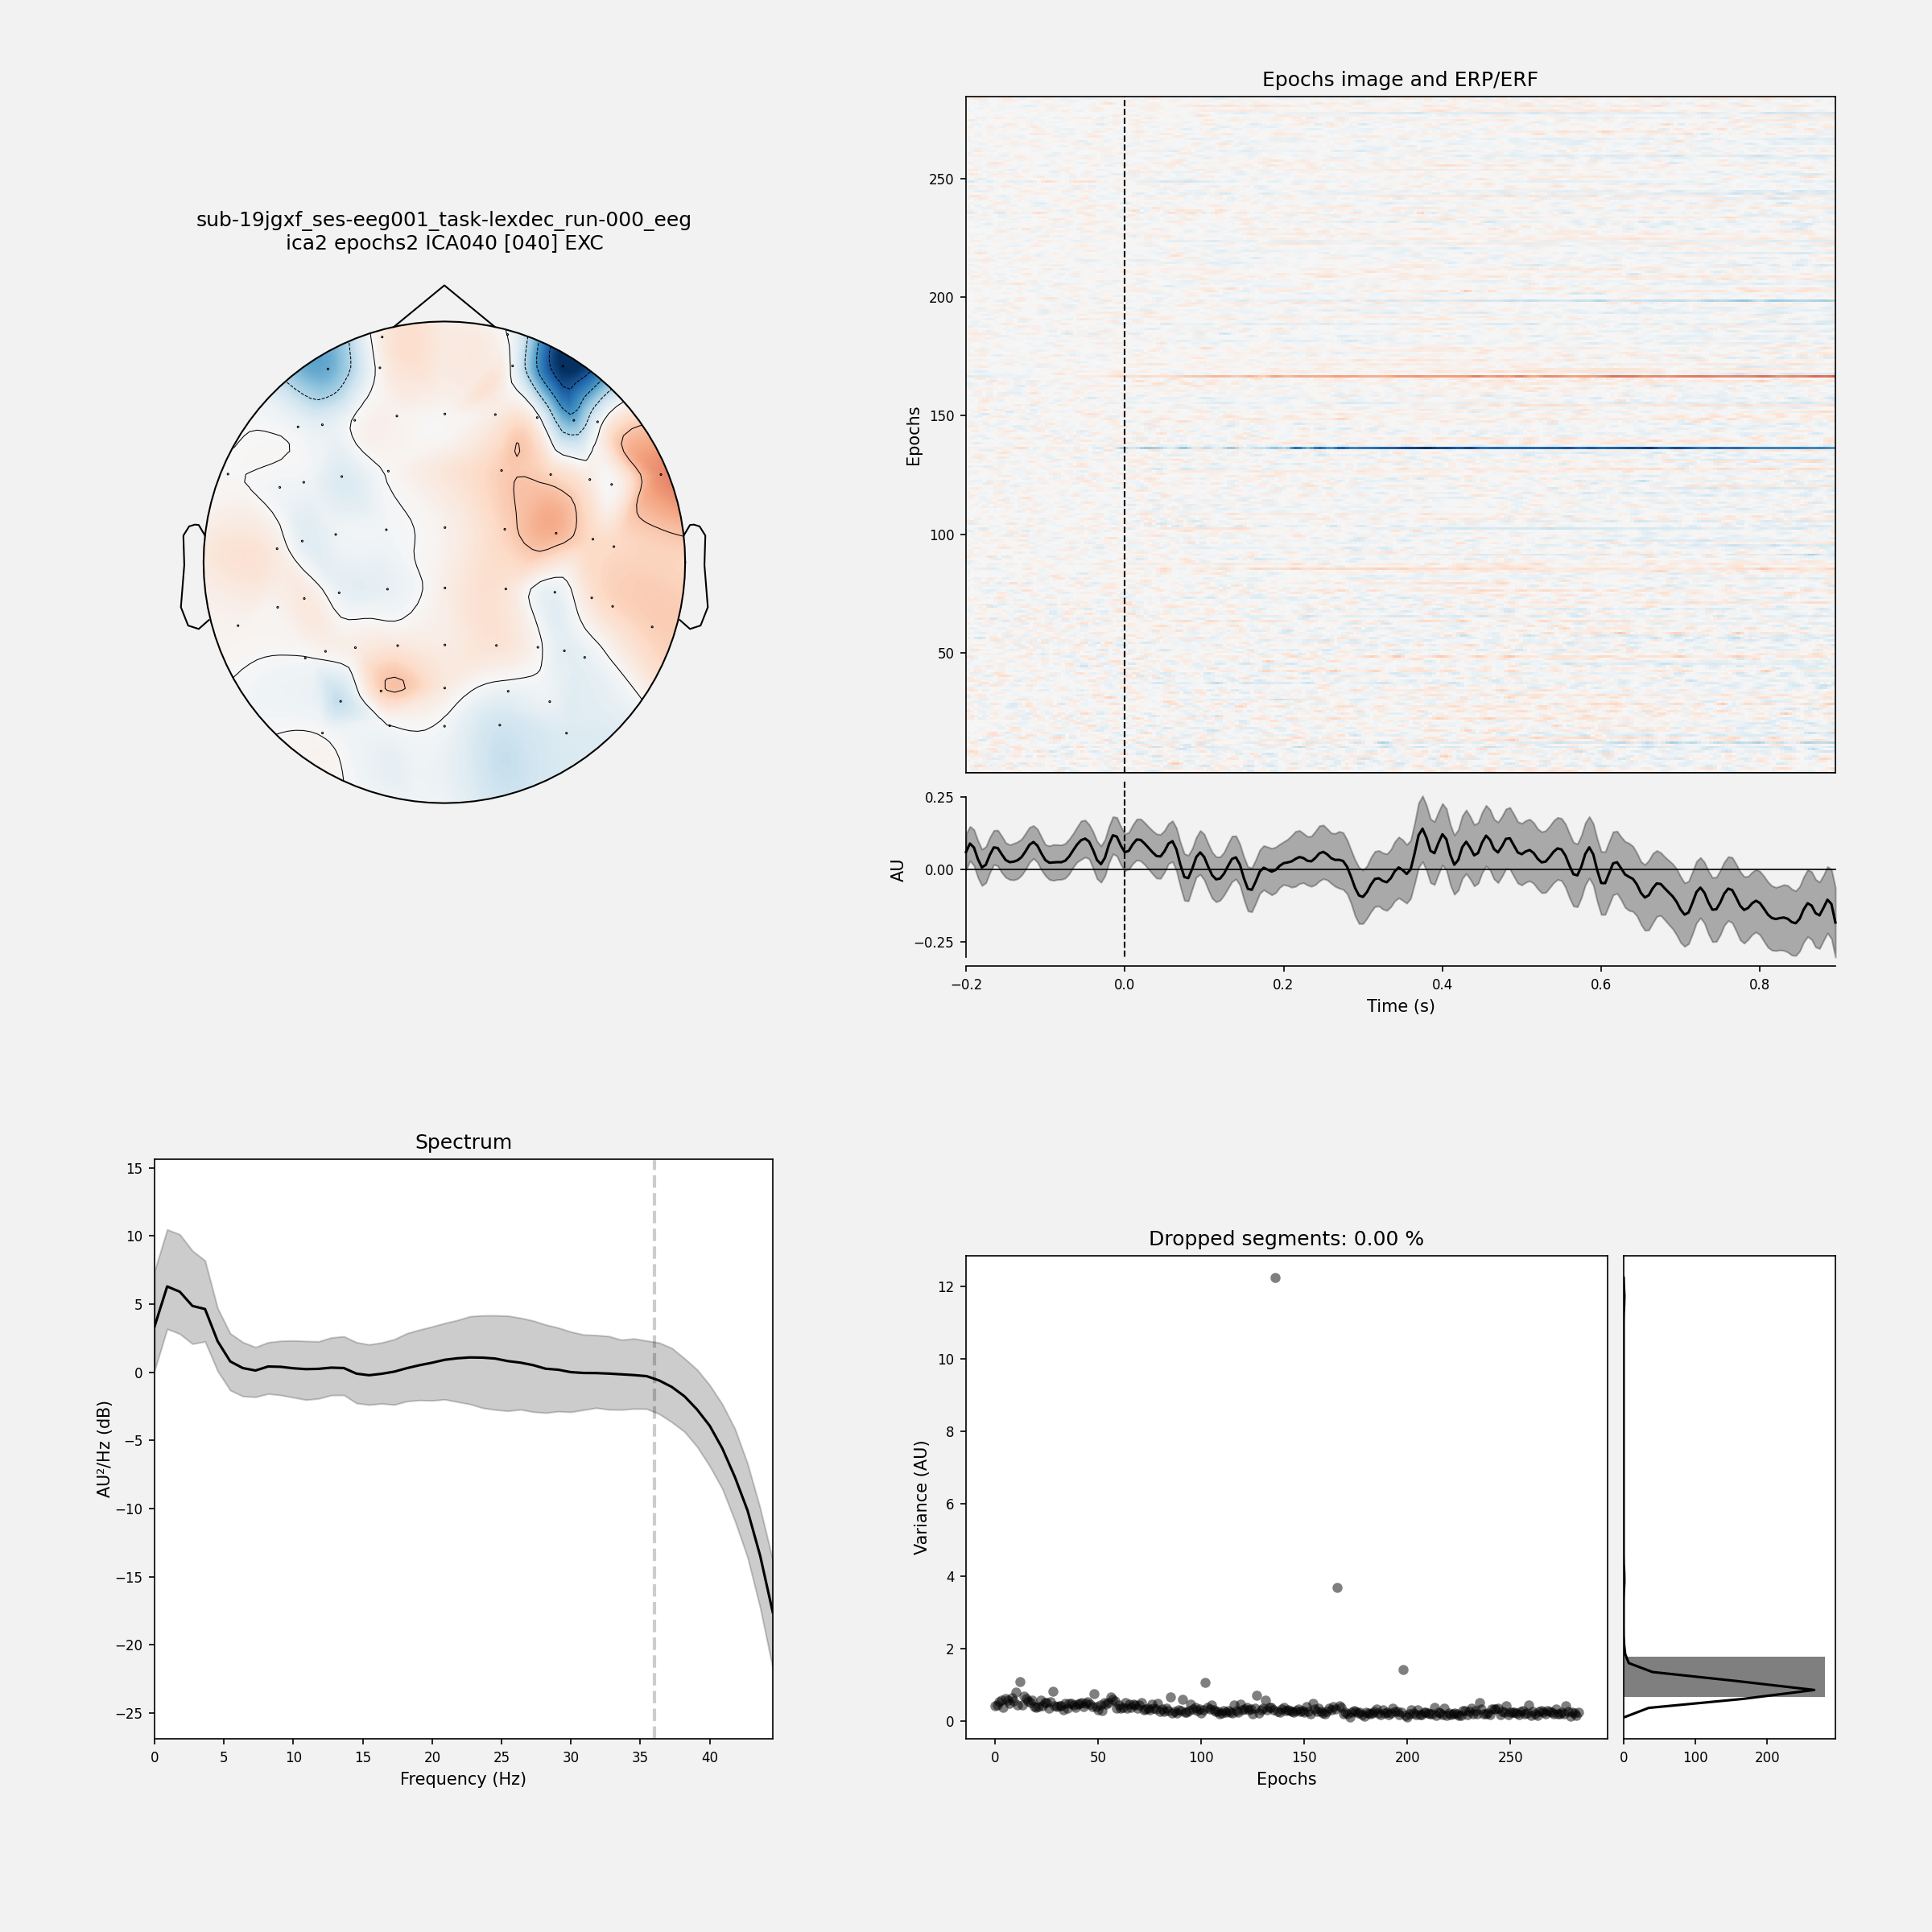 sub-19jgxf_ses-eeg001_task-lexdec_run-000_eeg
ica2 epochs2 ICA040 [040] EXC
Epochs image and ERP/ERF
250
200
150
100
50
Epochs
0.25
0.00
−0.25
AU
−0.2 0.0 0.2 0.4 0.6 0.8
Time (s)
Spectrum
15
10
5
0
−5
−10
−15
−20
−25
AU²/Hz (dB)
0 5 10 15 20 25 30 35 40
Frequency (Hz)
Dropped segments: 0.00 %
12
10
8
6
4
2
0
Variance (AU)
0 50 100 150 200 250
Epochs
0 100 200